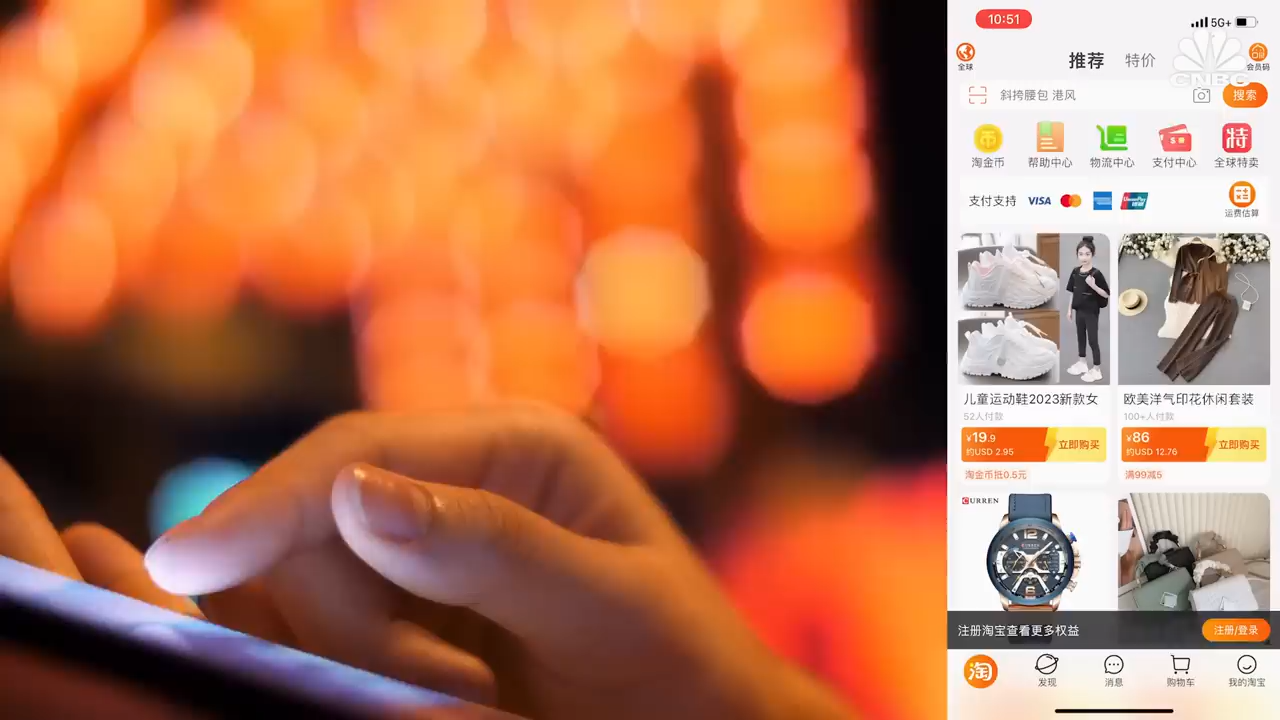 10:51
5G+
全球
推荐
特价
会员码
CNBC
斜挎腰包 港风
搜索
淘金币
帮助中心
物流中心
支付中心
特
全球特卖
支付支持
VISA
UnionPay
运费估算
儿童运动鞋2023新款女
52人付款
¥19.9
约USD 2.95
立即购买
淘金币抵0.5元
欧美洋气印花休闲套装
100+人付款
¥86
约USD 12.76
立即购买
满99减5
CURREN
注册淘宝查看更多权益
注册/登录
淘
发现
消息
购物车
我的淘宝